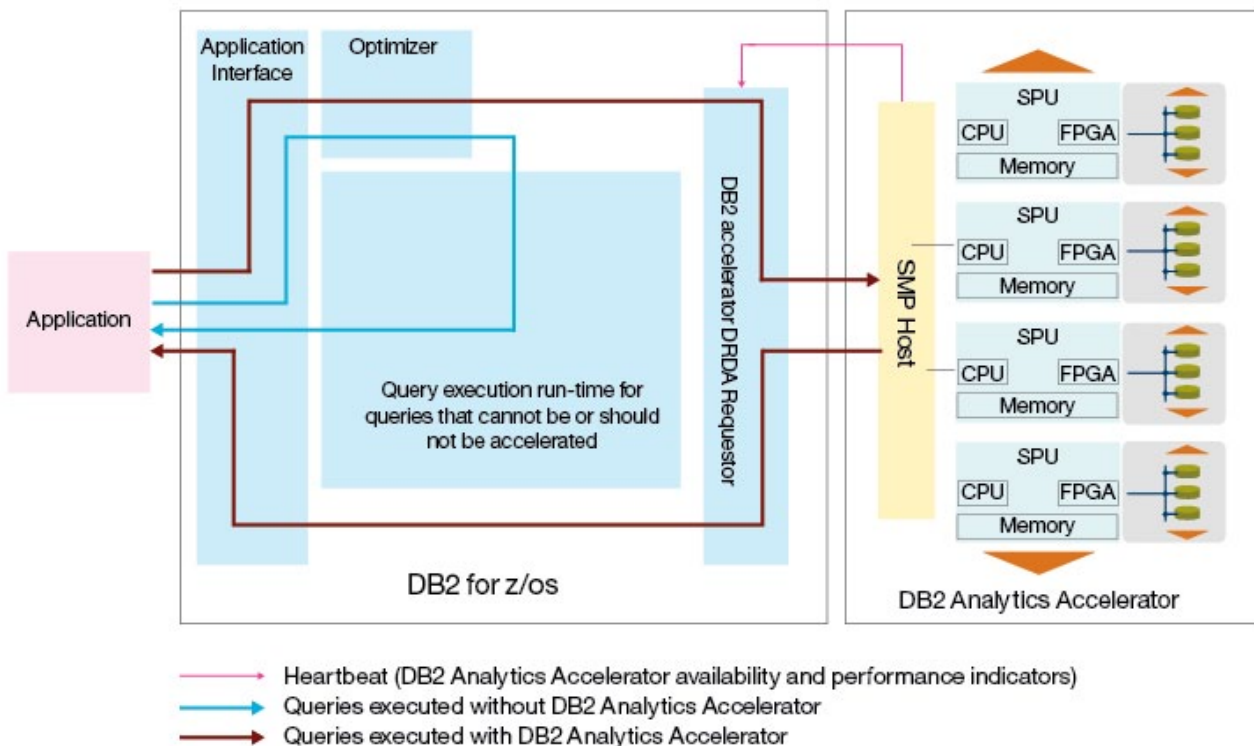 Application
Interface
Optimizer
Application
Query execution run-time for
queries that cannot be or should
not be accelerated
DB2 accelerator DRDA Requestor
DB2 for z/os
SMP Host
SPU
CPU
FPGA
Memory
SPU
CPU
FPGA
Memory
SPU
CPU
FPGA
Memory
SPU
CPU
FPGA
Memory
DB2 Analytics Accelerator
Heartbeat (DB2 Analytics Accelerator availability and performance indicators)
Queries executed without DB2 Analytics Accelerator
Queries executed with DB2 Analytics Accelerator